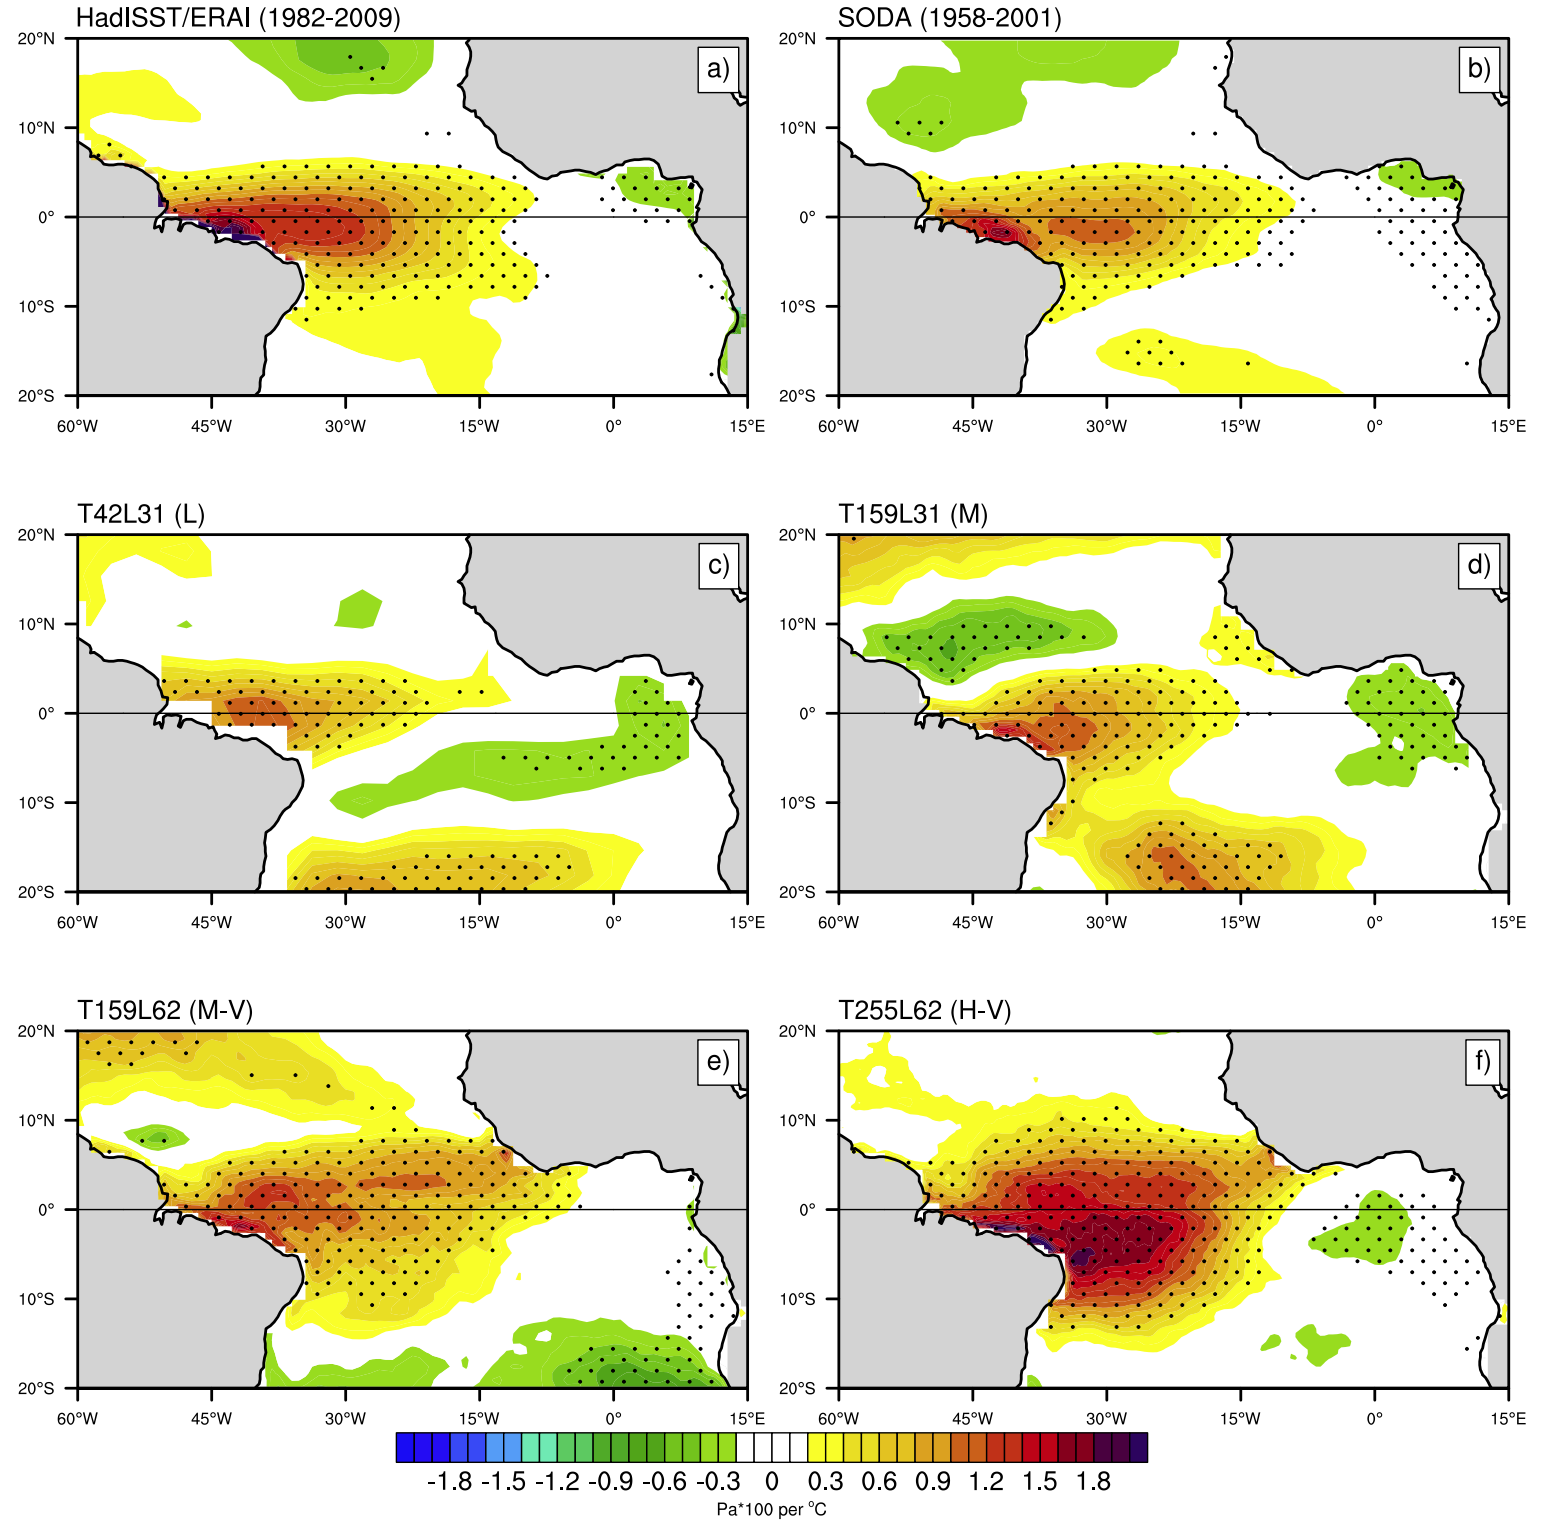 HadISST/ERAI (1982-2009)
SODA (1958-2001)
20°N
10°N
0°
10°S
20°S
60°W 45°W 30°W 15°W 0° 15°E
a)
20°N
10°N
0°
10°S
20°S
60°W 45°W 30°W 15°W 0° 15°E
b)
T42L31 (L)
T159L31 (M)
20°N
10°N
0°
10°S
20°S
60°W 45°W 30°W 15°W 0° 15°E
c)
20°N
10°N
0°
10°S
20°S
60°W 45°W 30°W 15°W 0° 15°E
d)
T159L62 (M-V)
T255L62 (H-V)
20°N
10°N
0°
10°S
20°S
60°W 45°W 30°W 15°W 0° 15°E
e)
20°N
10°N
0°
10°S
20°S
60°W 45°W 30°W 15°W 0° 15°E
f)
-1.8 -1.5 -1.2 -0.9 -0.6 -0.3 0 0.3 0.6 0.9 1.2 1.5 1.8
Pa*100 per °C